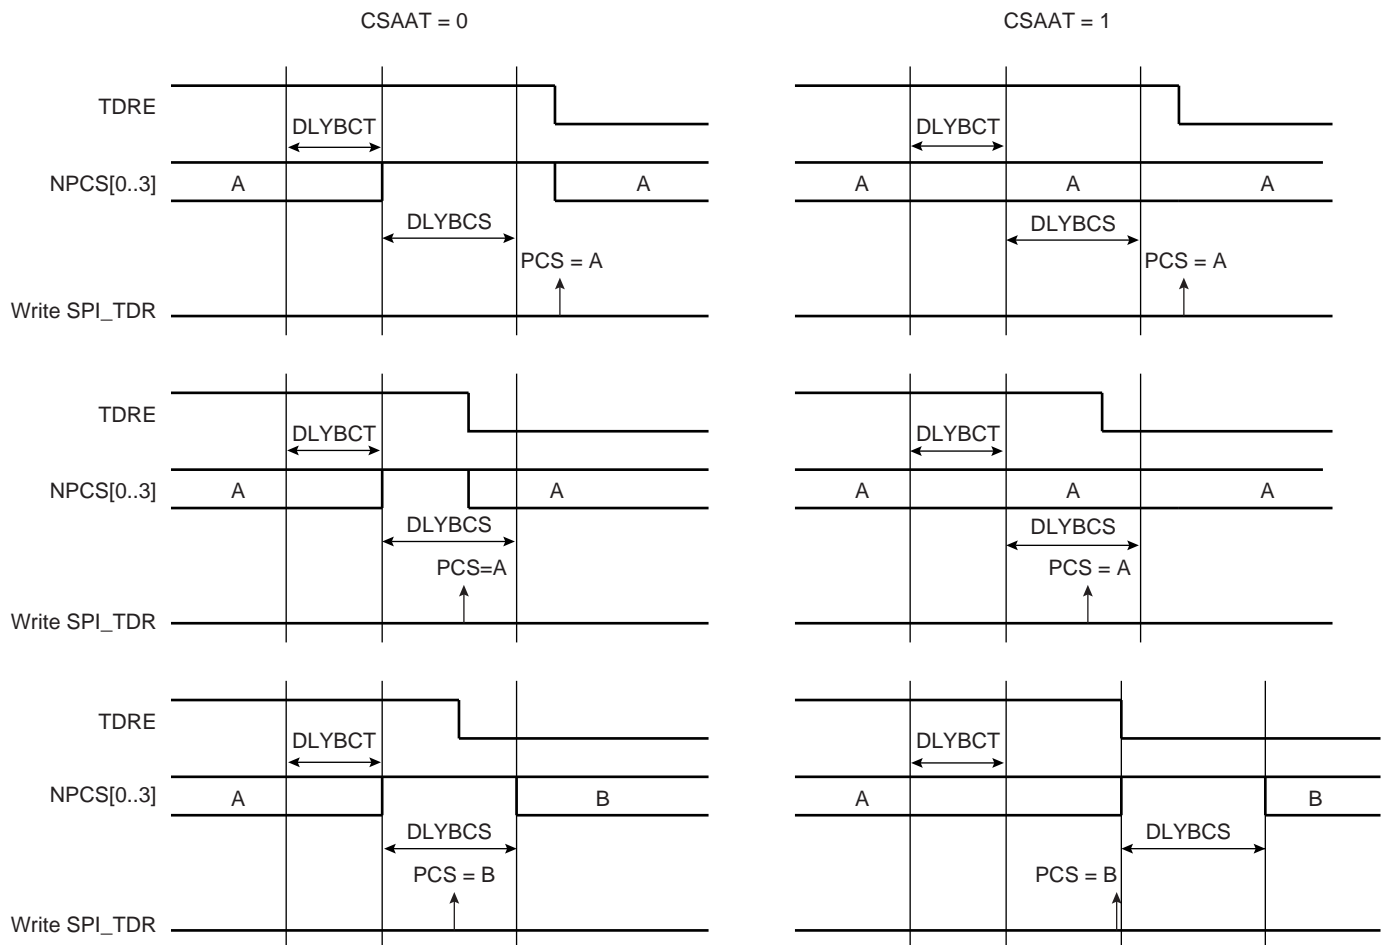 CSAAT = 0
CSAAT = 1
TDRE
DLYBCT
DLYBCT
NPCS[0..3]
A
A
A
A
A
DLYBCS
DLYBCS
PCS = A
PCS = A
Write SPI_TDR
TDRE
DLYBCT
DLYBCT
NPCS[0..3]
A
A
A
A
A
DLYBCS
DLYBCS
PCS=A
PCS = A
Write SPI_TDR
TDRE
DLYBCT
DLYBCT
NPCS[0..3]
A
B
A
B
DLYBCS
DLYBCS
PCS = B
PCS = B
Write SPI_TDR